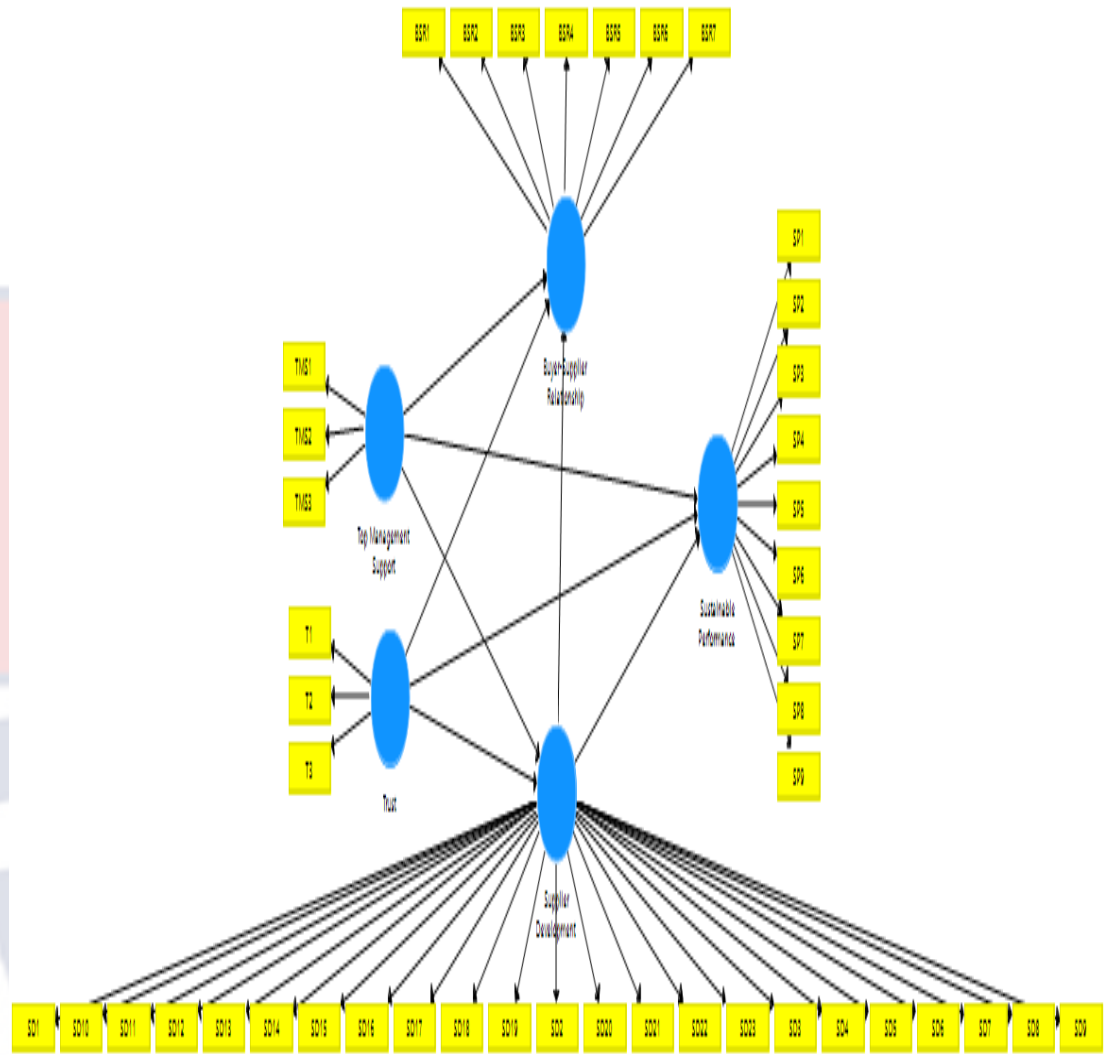 BSR1 BSR2 BSR3 BSR4 BSR5 BSR6 BSR7
SP1
SP2
SP3
SP4
SP5
SP6
SP7
SP8
SP9
Buyer-Supplier
Relationship
TMS1
TMS2
TMS3
Top Management
Support
Sustainable
Performance
T1
T2
T3
Trust
Supplier
Development
SD1 SD10 SD11 SD12 SD13 SD14 SD15 SD16 SD17 SD18 SD19 SD2 SD20 SD21 SD22 SD23 SD3 SD4 SD5 SD6 SD7 SD8 SD9